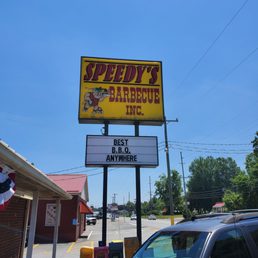 SPEEDY'S
BARBECUE
INC.
BEST
B.B.Q.
ANYWHERE